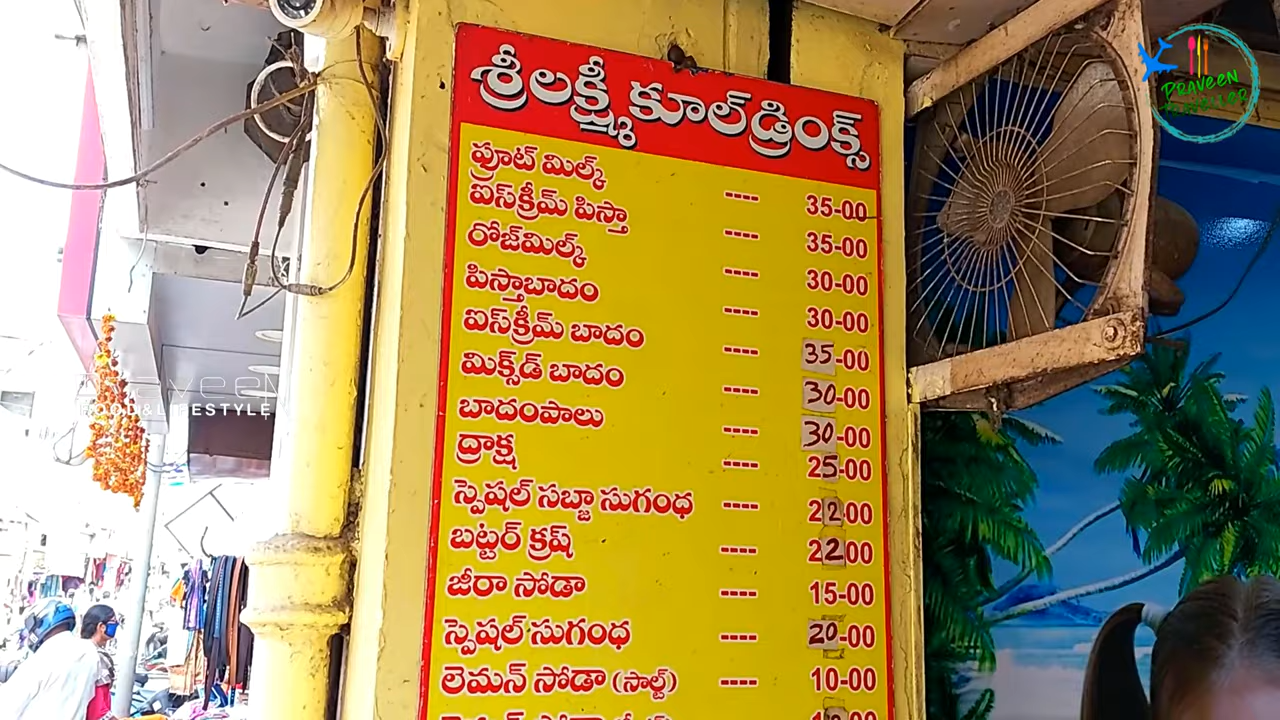 శ్రీలక్ష్మీకూల్‌డ్రింక్స్
ఫ్రూట్ మిల్క్ ---- 35-00
ఐస్‌క్రీమ్ పిస్తా ---- 35-00
రోజ్‌మిల్క్ ---- 30-00
పిస్తాబాదం ---- 30-00
ఐస్‌క్రీమ్ బాదం ---- 35-00
మిక్స్‌డ్ బాదం ---- 30-00
బాదంపాలు ---- 30-00
ద్రాక్ష ---- 25-00
స్పెషల్ సబ్జా సుగంధ ---- 22-00
బట్టర్ క్రష్ ---- 22-00
జీరా సోడా ---- 15-00
స్పెషల్ సుగంధ ---- 20-00
లెమన్ సోడా (సాల్ట్) ---- 10-00
PRAVEEN
TRAVELLER
PRAVEEN
FOOD&LIFESTYLE